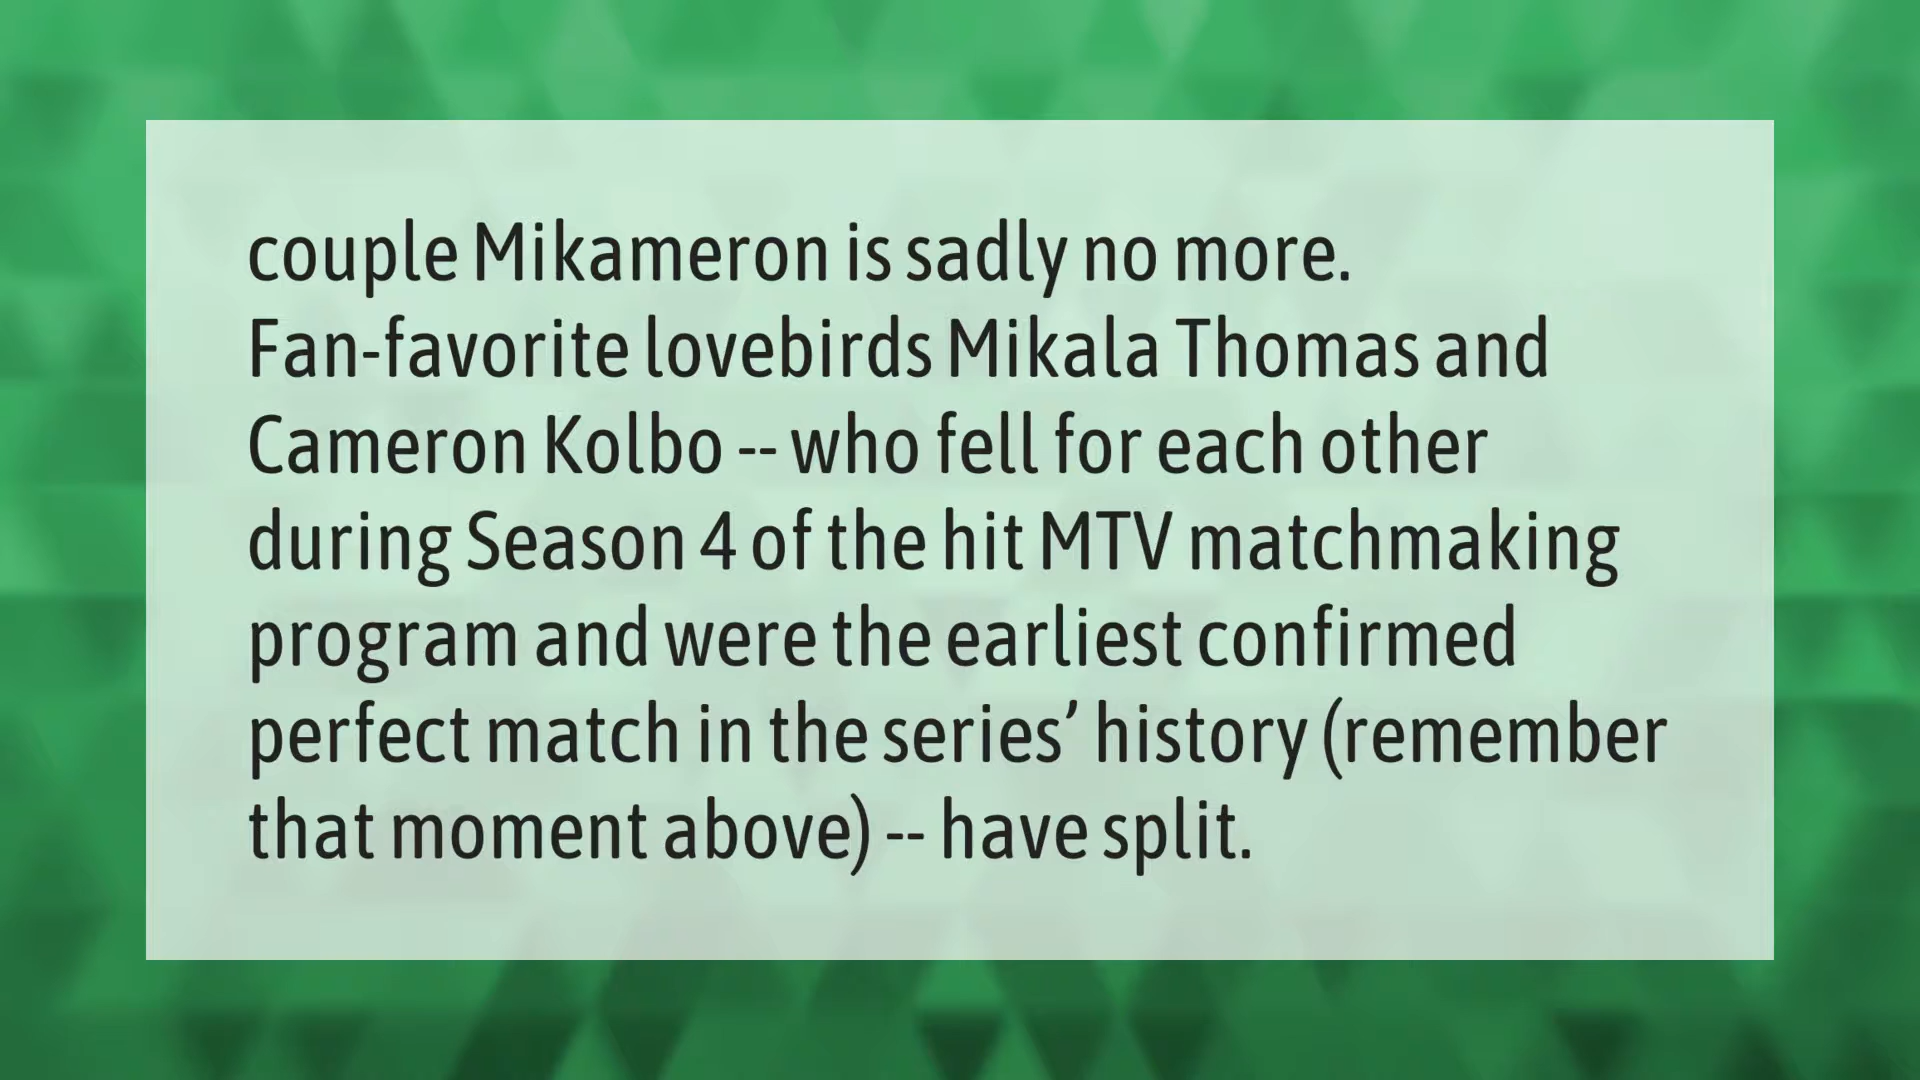 couple Mikameron is sadly no more.
Fan-favorite lovebirds Mikala Thomas and
Cameron Kolbo -- who fell for each other
during Season 4 of the hit MTV matchmaking
program and were the earliest confirmed
perfect match in the series’ history (remember
that moment above) -- have split.